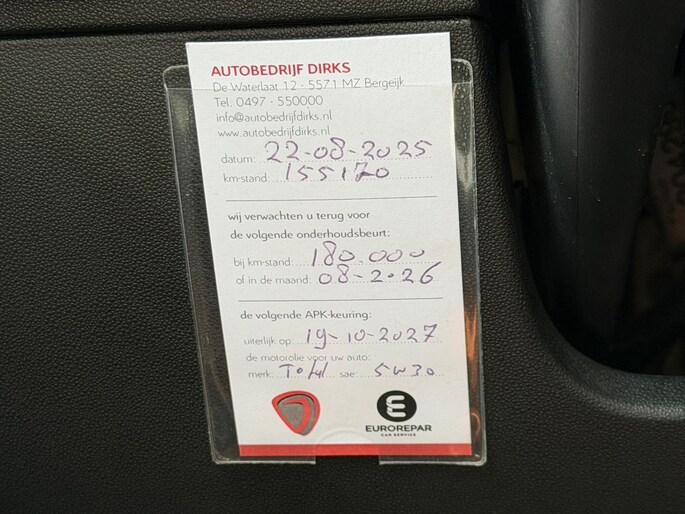 AUTOBEDRIJF DIRKS
De Waterlaat 12 - 5571 MZ Bergeijk
Tel. 0497 - 550000
info@autobedrijfdirks.nl
www.autobedrijfdirks.nl
datum: 22-08-2025
km-stand: 155170
wij verwachten u terug voor
de volgende onderhoudsbeurt:
bij km-stand: 180.000
of in de maand: 08-2026
de volgende APK-keuring:
uiterlijk op: 19-10-2027
de motorolie voor uw auto:
merk: Total sae: 5W30
EUROREPAR
CAR SERVICE